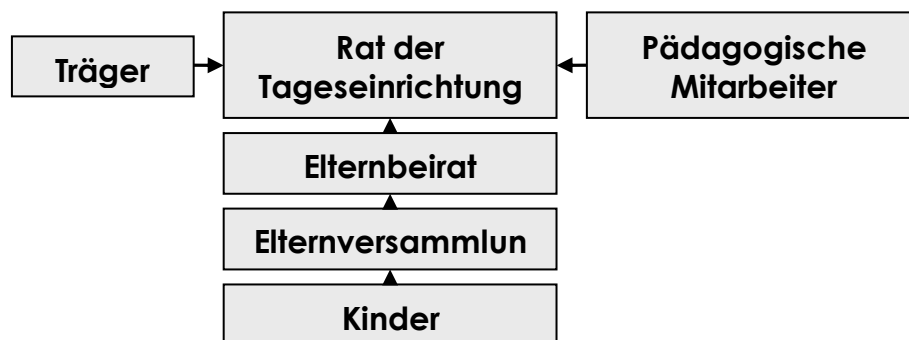 Träger
Rat der
Tageseinrichtung
Pädagogische
Mitarbeiter
Elternbeirat
Elternversammlun
Kinder